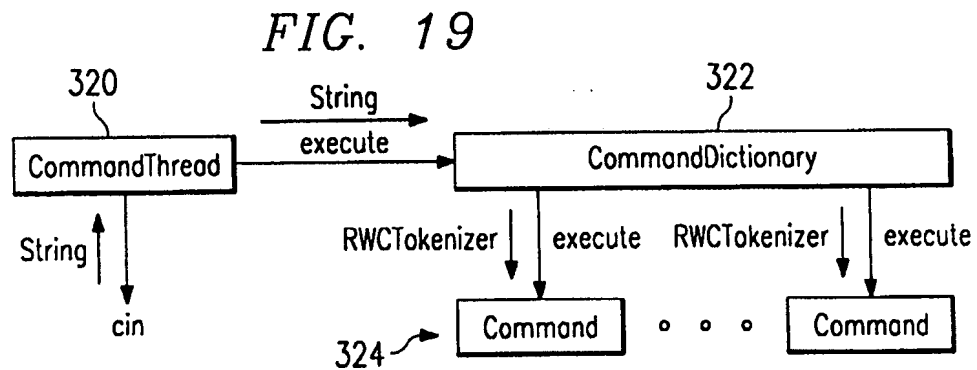 FIG. 19
320
322
String
execute
CommandThread
CommandDictionary
String
RWCTokenizer
execute
RWCTokenizer
execute
cin
324
Command
Command